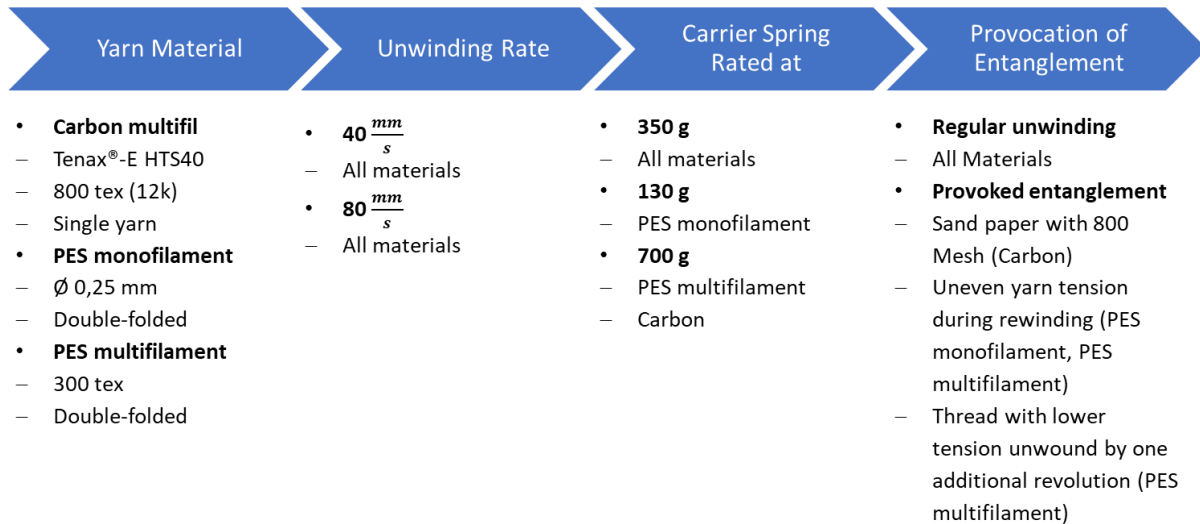 Yarn Material
Unwinding Rate
Carrier Spring
Rated at
Provocation of
Entanglement
• Carbon multifil
– Tenax®-E HTS40
– 800 tex (12k)
– Single yarn
• PES monofilament
– Ø 0,25 mm
– Double-folded
• PES multifilament
– 300 tex
– Double-folded
• 40 mm/s
– All materials
• 80 mm/s
– All materials
• 350 g
– All materials
• 130 g
– PES monofilament
• 700 g
– PES multifilament
– Carbon
• Regular unwinding
– All Materials
• Provoked entanglement
– Sand paper with 800
Mesh (Carbon)
– Uneven yarn tension
during rewinding (PES
monofilament, PES
multifilament)
– Thread with lower
tension unwound by one
additional revolution (PES
multifilament)